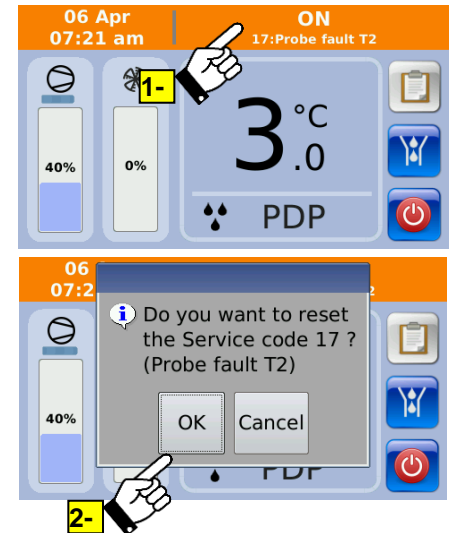 06 Apr
07:21 am
ON
17:Probe fault T2
1-
40%
0%
3.0 °C
PDP
06
07:2
2
Do you want to reset
the Service code 17 ?
(Probe fault T2)
40%
OK
Cancel
PDP
2-